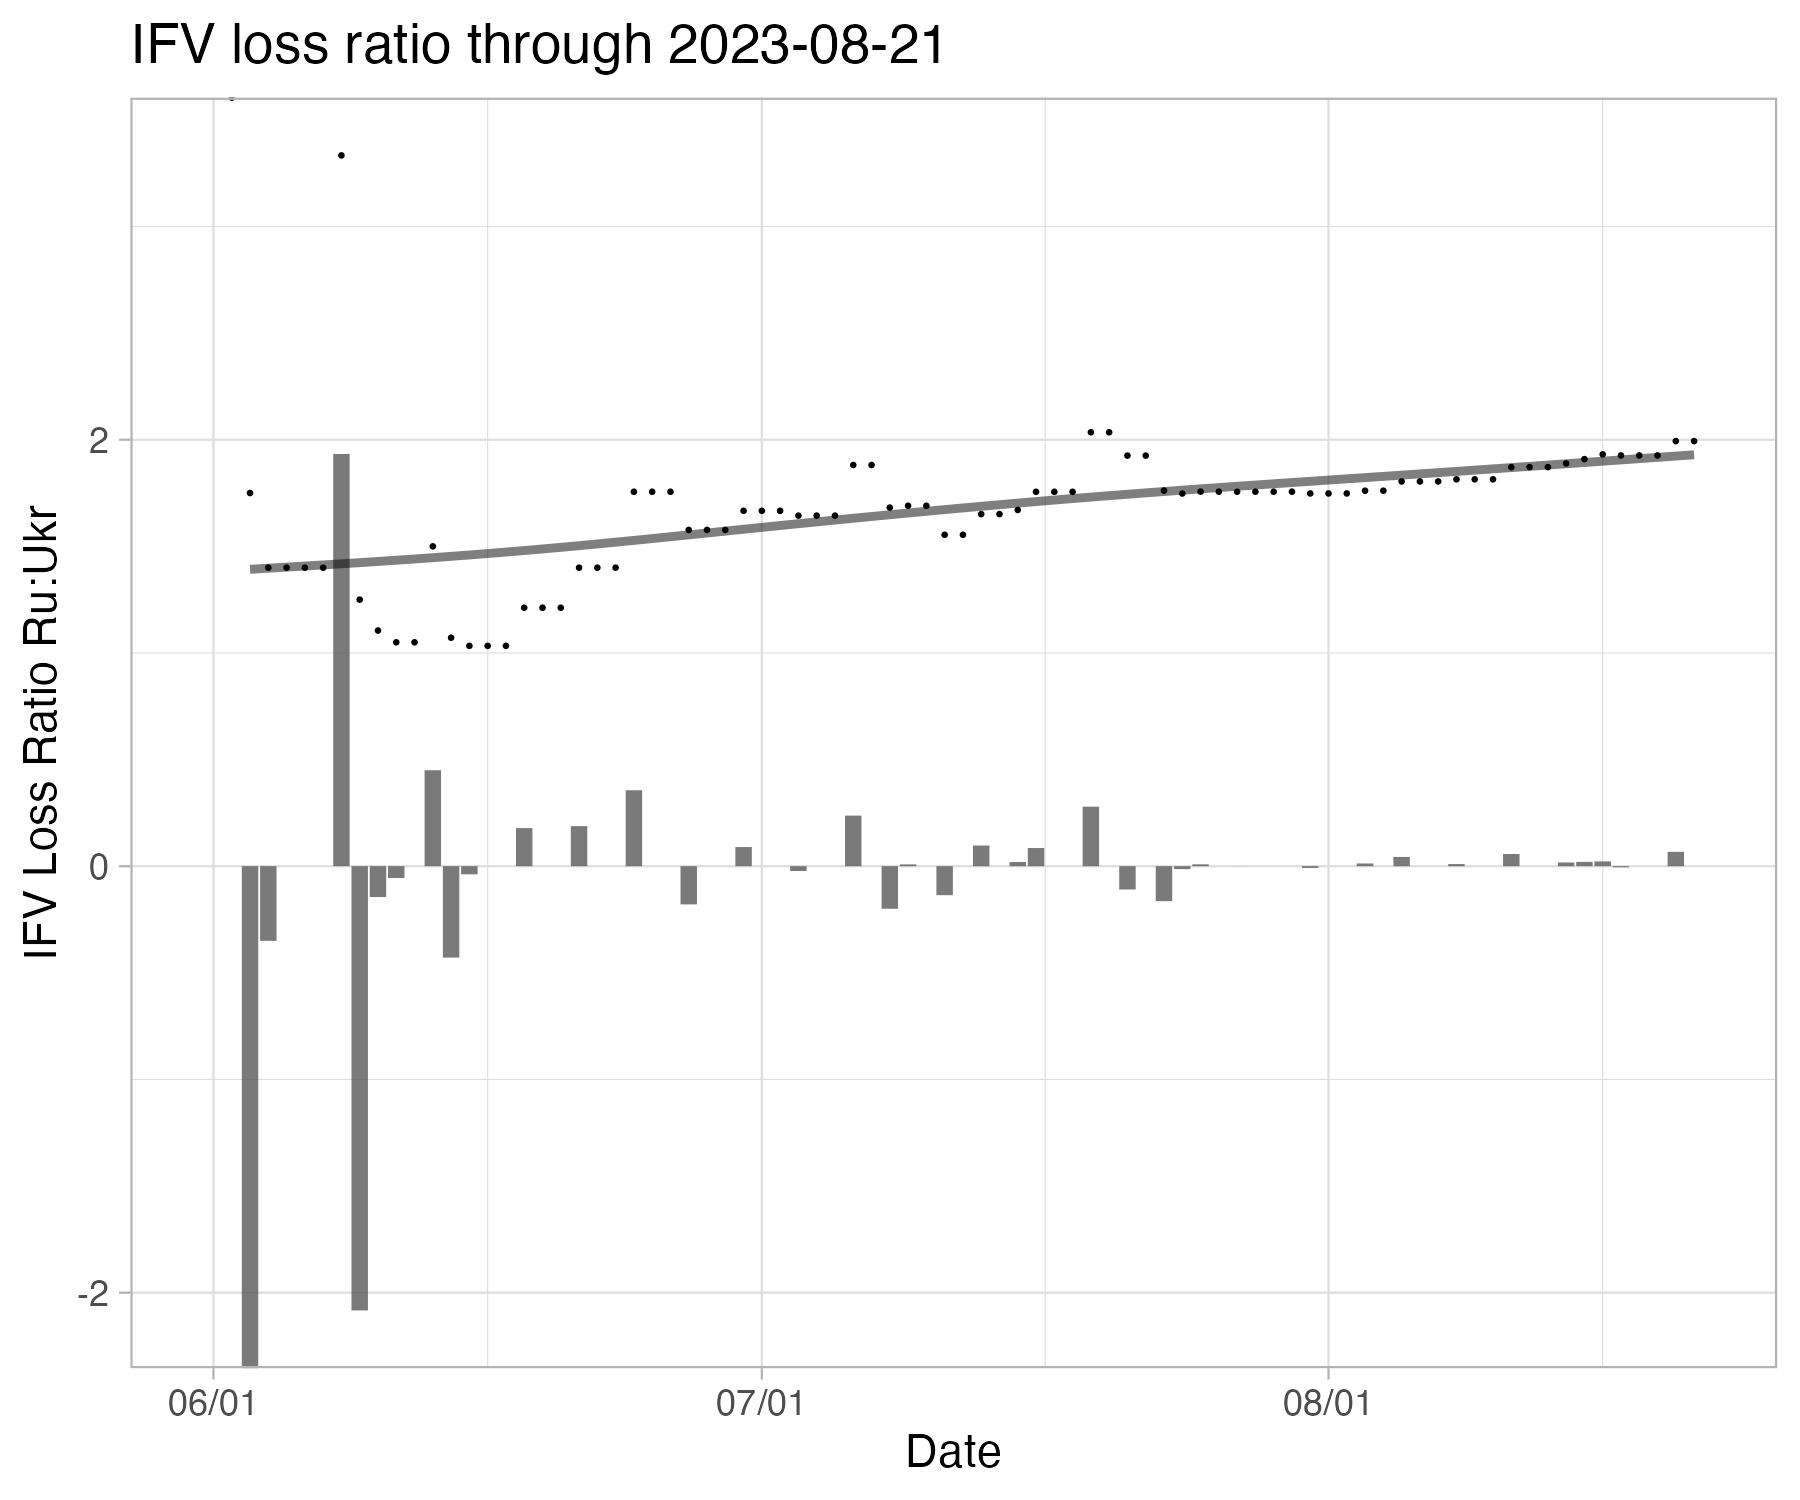 IFV loss ratio through 2023-08-21
IFV Loss Ratio Ru:Ukr
2
0
-2
06/01
07/01
08/01
Date